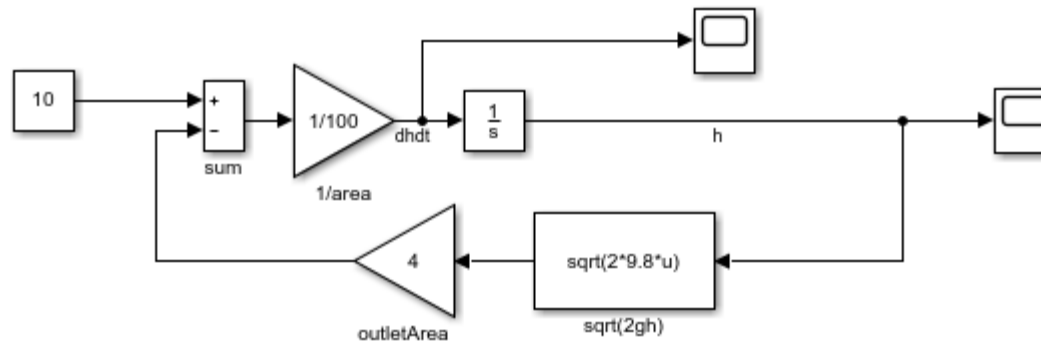 10
+
−
sum
1/100
1/area
dhdt
1
s
h
4
outletArea
sqrt(2*9.8*u)
sqrt(2gh)